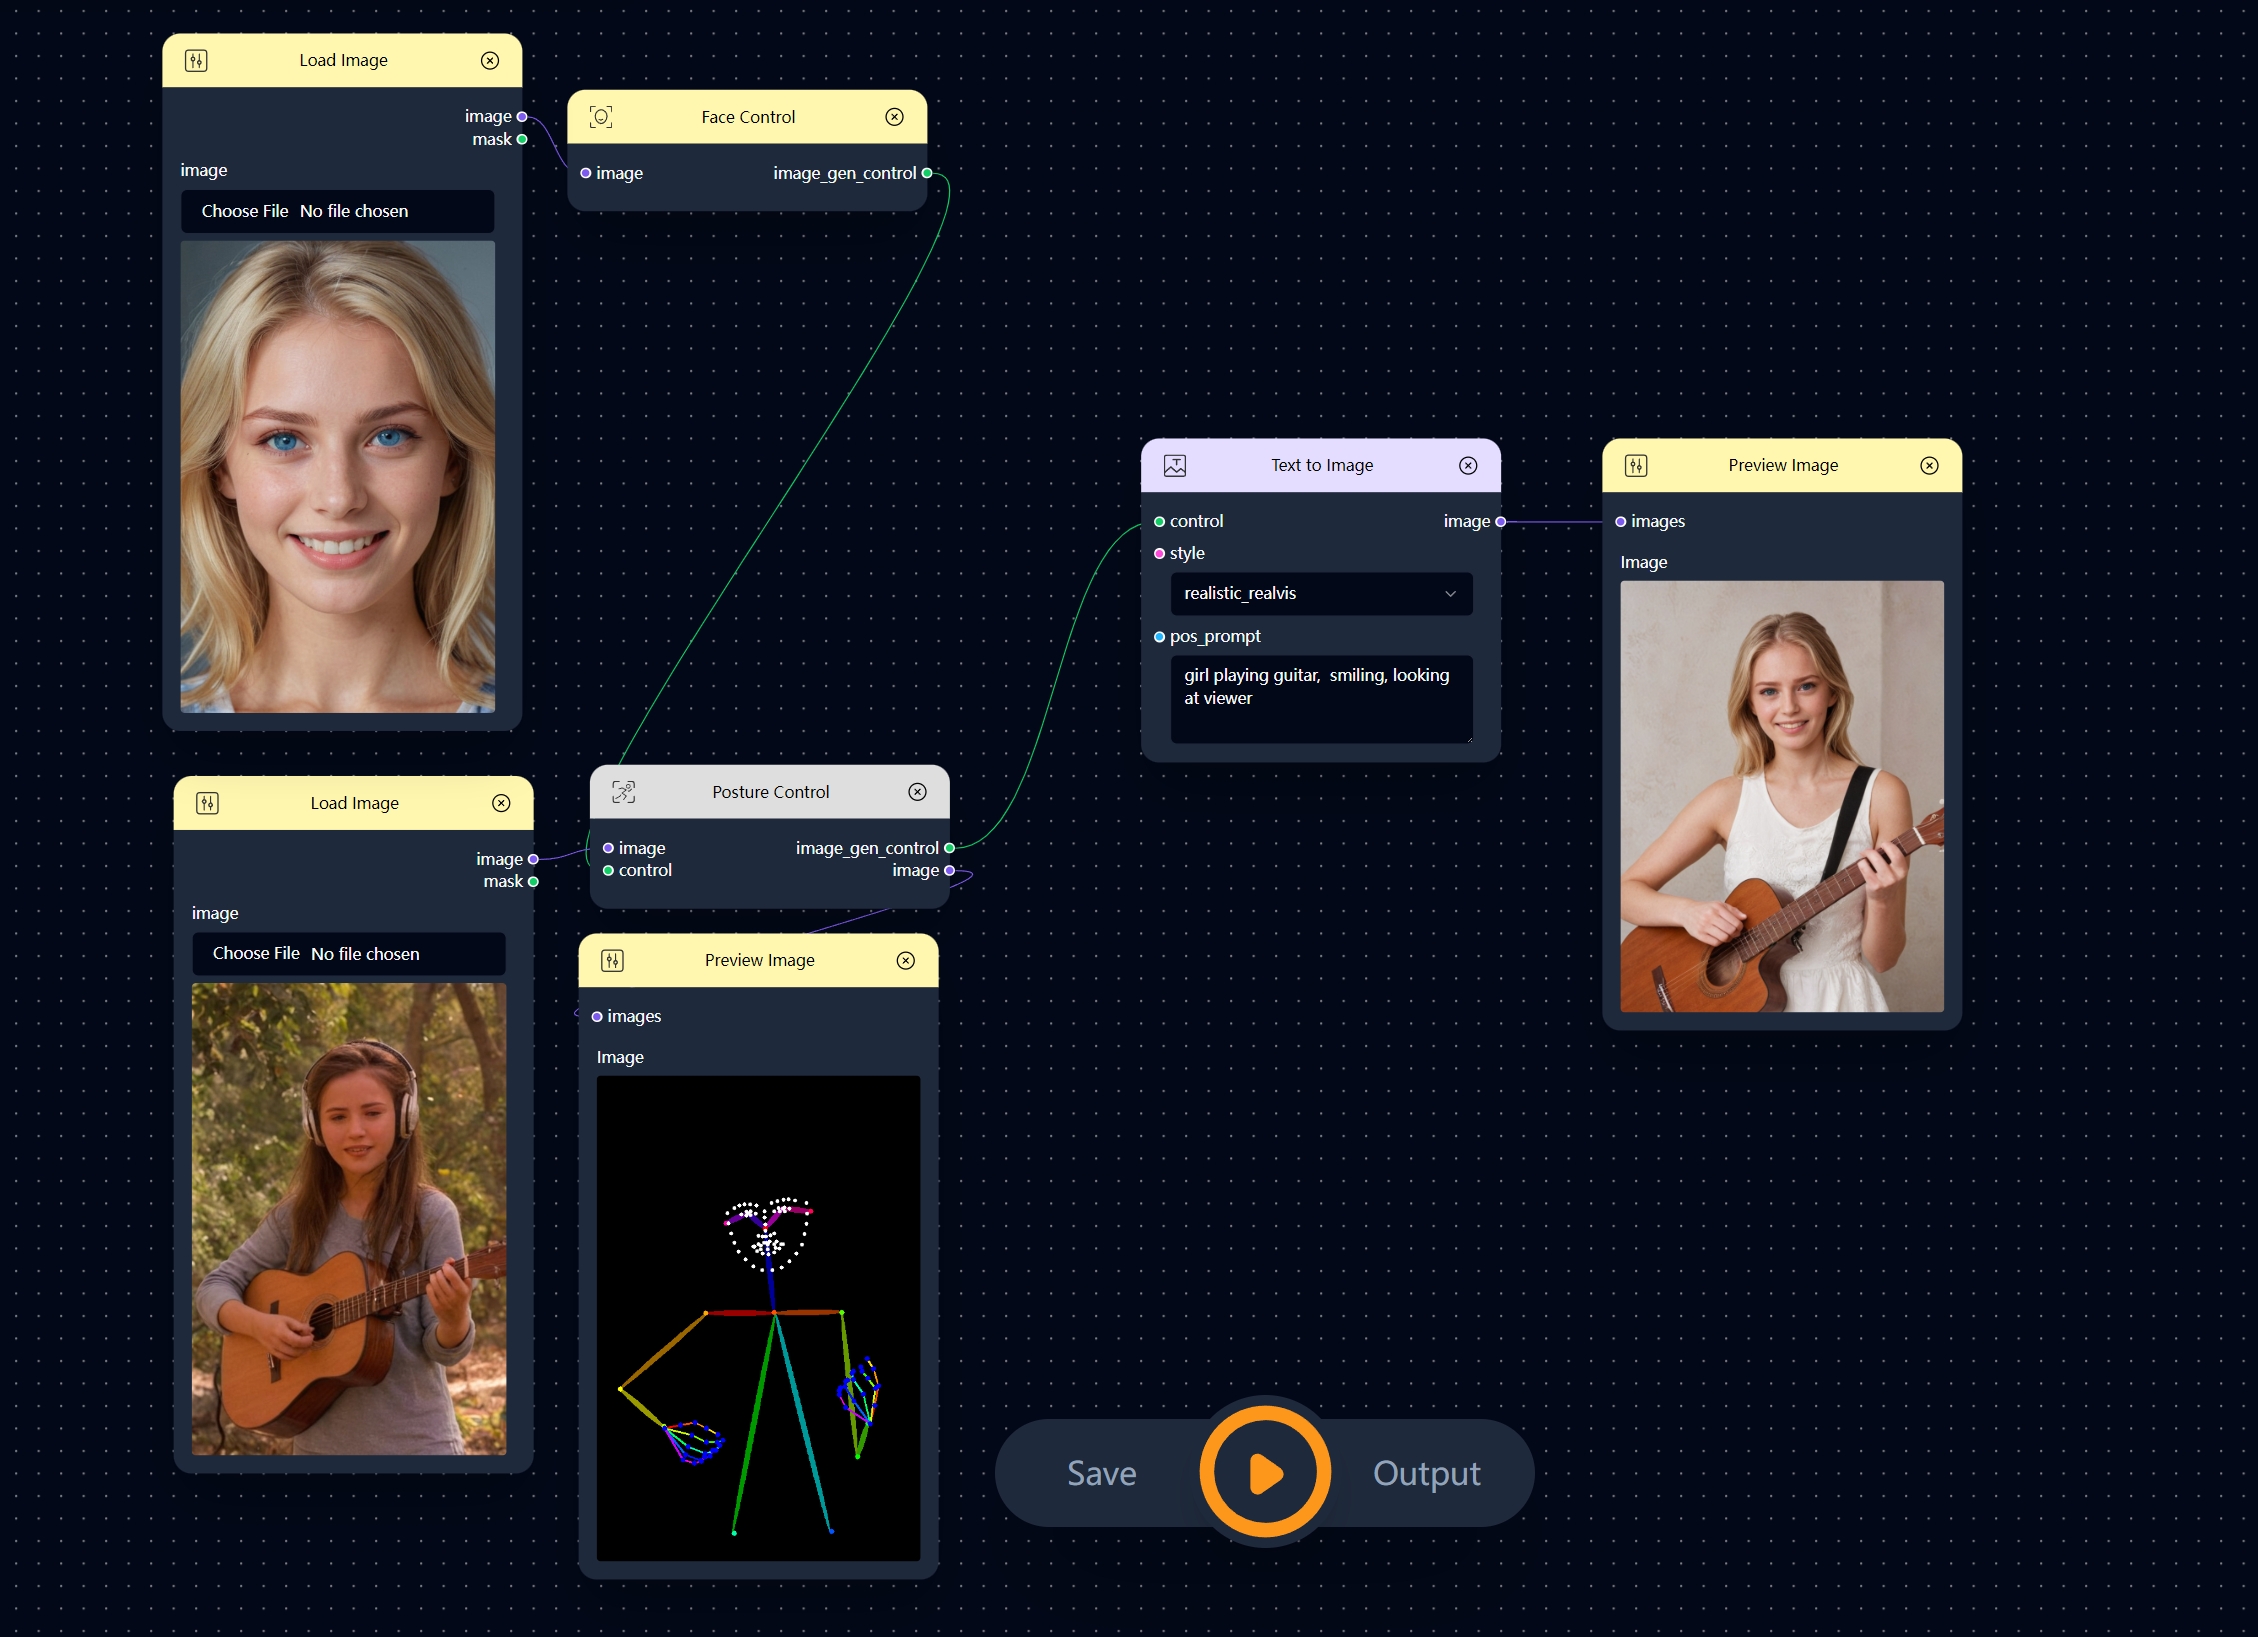 Load Image
image
mask
image
Choose File No file chosen
Face Control
image image_gen_control
Load Image
image
mask
image
Choose File No file chosen
Posture Control
image image_gen_control
control image
Preview Image
images
Image
Text to Image
control image
style
realistic_realvis
pos_prompt
girl playing guitar,  smiling, looking
at viewer
Preview Image
images
Image
Save Output